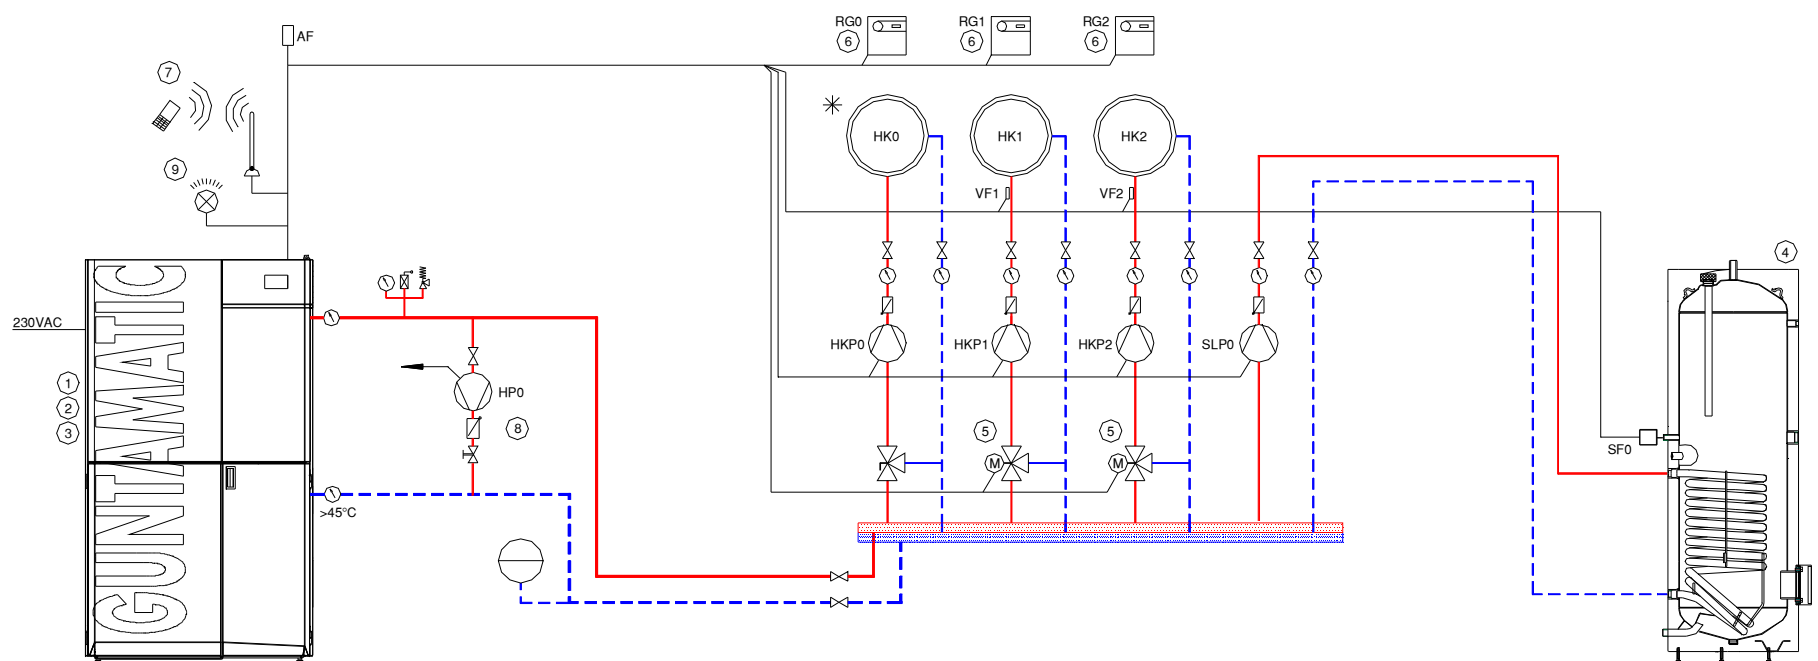 RG0
RG1
RG2
AF
6
6
6
7
HK0
HK1
HK2
9
VF1
VF2
4
230VAC
GUNTAMATIC
HKP0
HKP1
HKP2
SLP0
1
2
3
HP0
8
5
5
SF0
M
M
>45°C